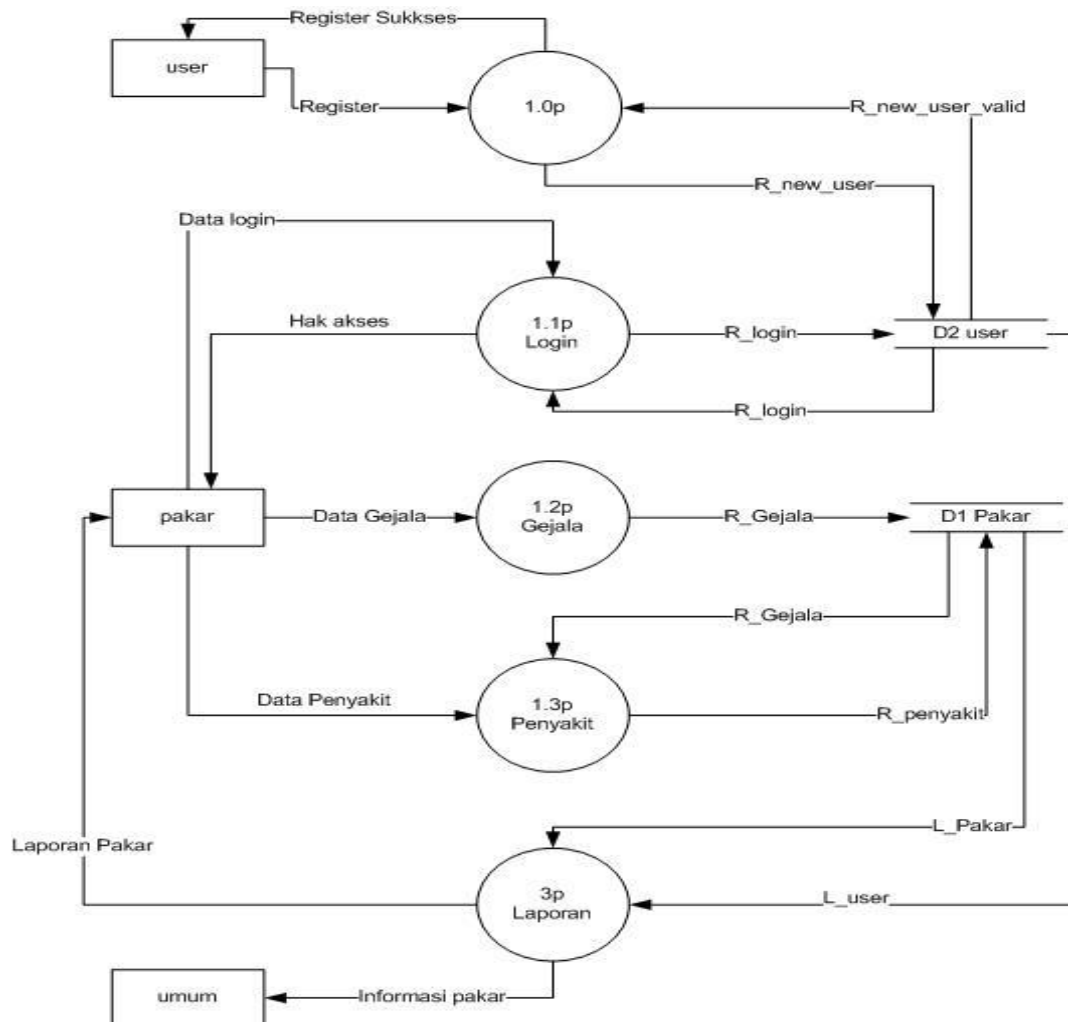 Register Sukkses
user
Register
1.0p
R_new_user_valid
R_new_user
Data login
Hak akses
1.1p
Login
R_login
D2 user
R_login
pakar
Data Gejala
1.2p
Gejala
R_Gejala
D1 Pakar
R_Gejala
Data Penyakit
1.3p
Penyakit
R_penyakit
L_Pakar
Laporan Pakar
3p
Laporan
L_user
umum
Informasi pakar